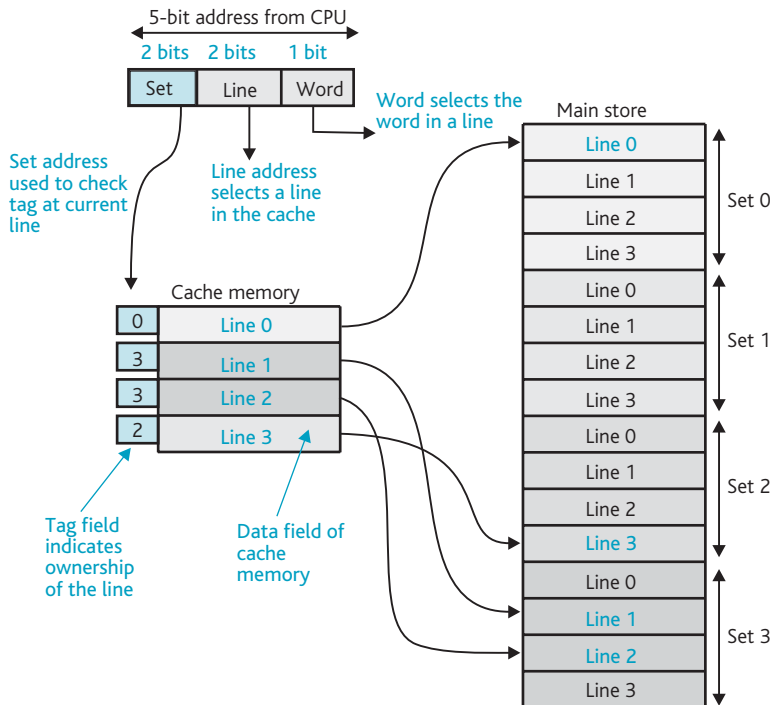 5-bit address from CPU
2 bits 2 bits 1 bit
Set Line Word
Word selects the
word in a line
Set address
used to check
tag at current
line
Line address
selects a line
in the cache
Cache memory
0 Line 0
3 Line 1
3 Line 2
2 Line 3
Tag field
indicates
ownership
of the line
Data field of
cache
memory
Main store
Line 0
Line 1
Line 2
Line 3
Set 0
Line 0
Line 1
Line 2
Line 3
Set 1
Line 0
Line 1
Line 2
Line 3
Set 2
Line 0
Line 1
Line 2
Line 3
Set 3